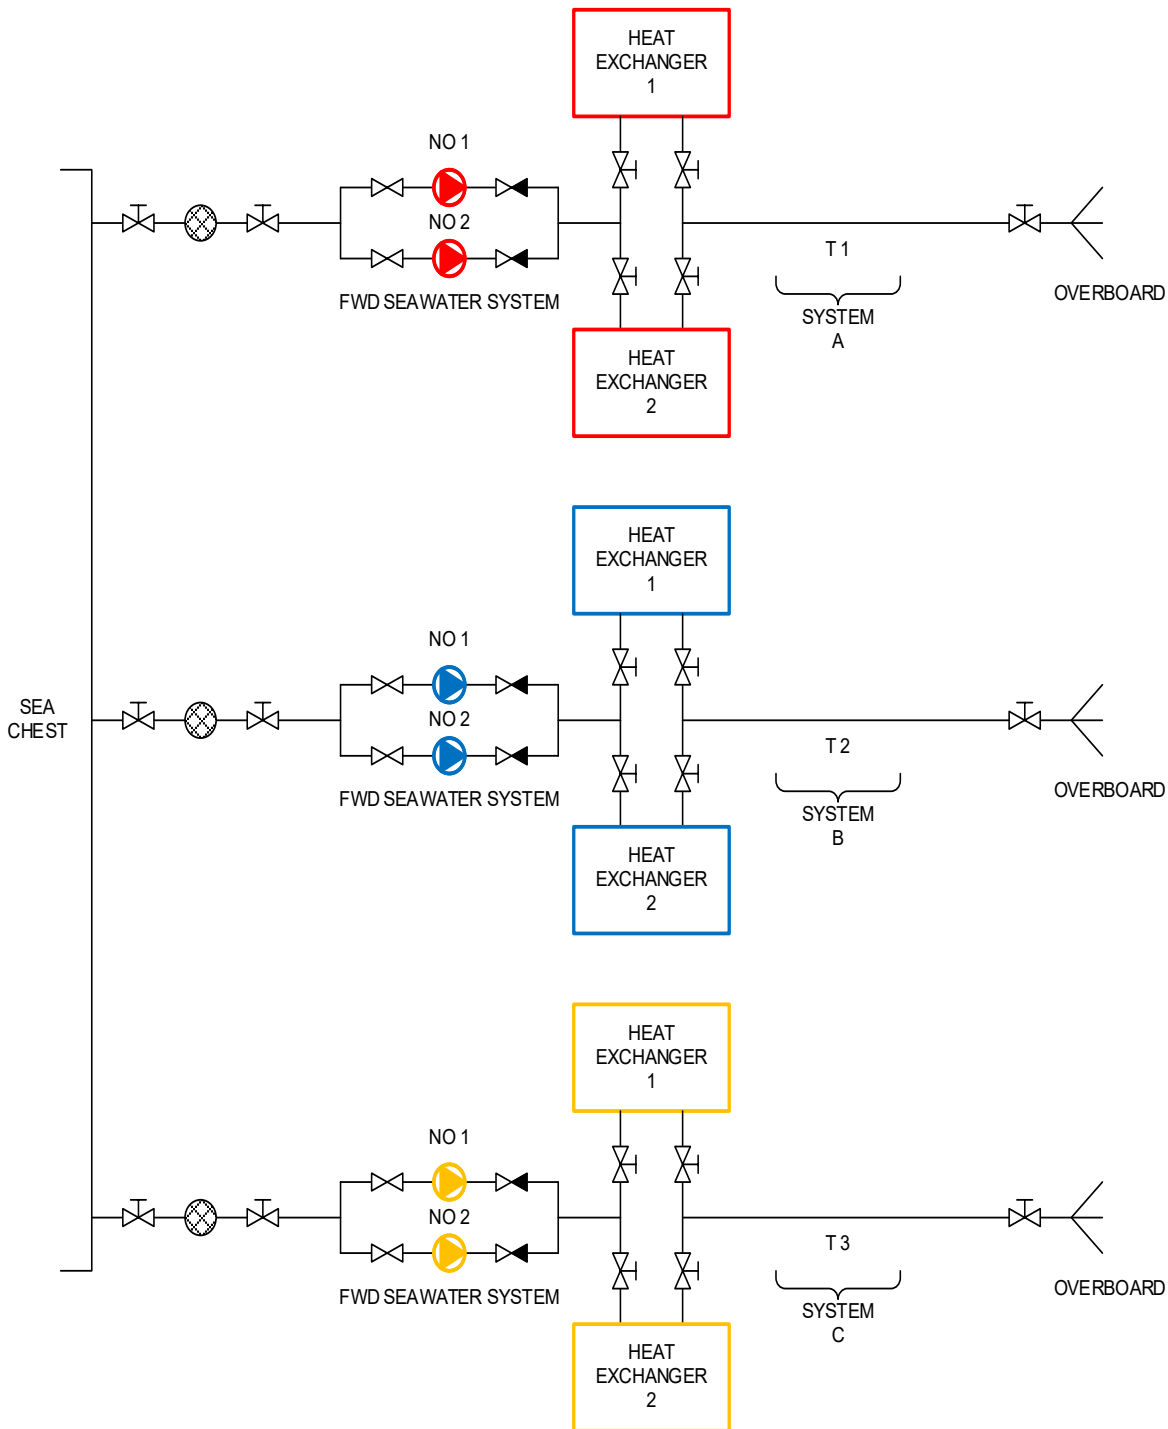 HEAT
EXCHANGER
1
NO 1
NO 2
FWD SEAWATER SYSTEM
T 1
SYSTEM
A
OVERBOARD
HEAT
EXCHANGER
2
HEAT
EXCHANGER
1
NO 1
NO 2
SEA
CHEST
FWD SEAWATER SYSTEM
T 2
SYSTEM
B
OVERBOARD
HEAT
EXCHANGER
2
HEAT
EXCHANGER
1
NO 1
NO 2
FWD SEAWATER SYSTEM
T 3
SYSTEM
C
OVERBOARD
HEAT
EXCHANGER
2